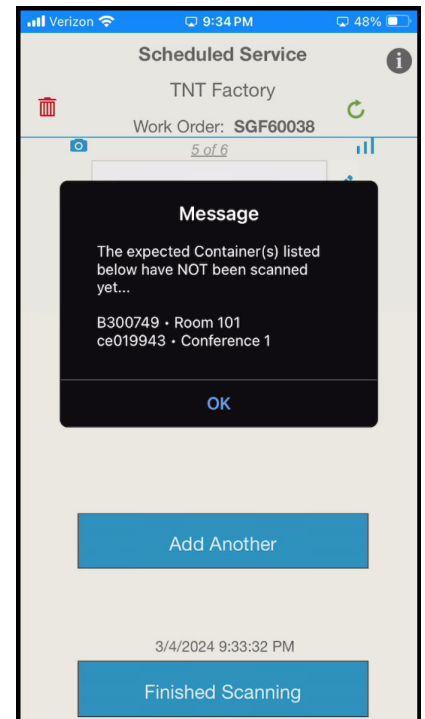 Verizon 9:34 PM 48%
Scheduled Service
TNT Factory
Work Order: SGF60038
5 of 6
Message
The expected Container(s) listed
below have NOT been scanned
yet...
B300749 • Room 101
ce019943 • Conference 1
OK
Add Another
3/4/2024 9:33:32 PM
Finished Scanning